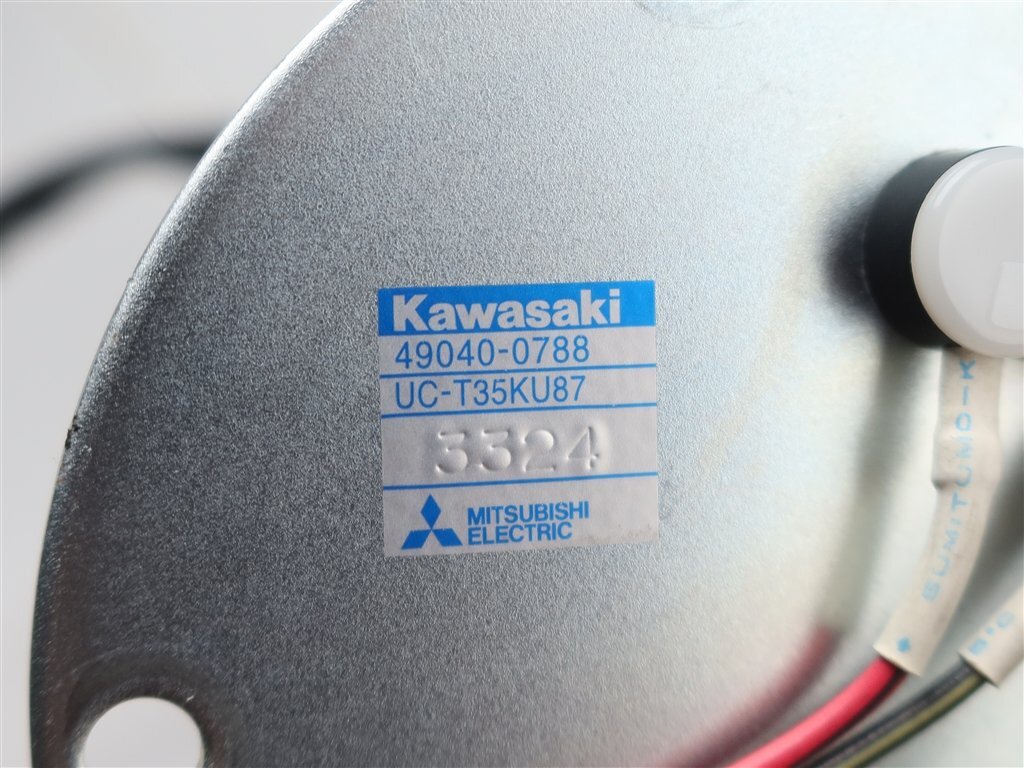 Kawasaki
49040-0788
UC-T35KU87
3324
MITSUBISHI
ELECTRIC
SUMITUMO-K